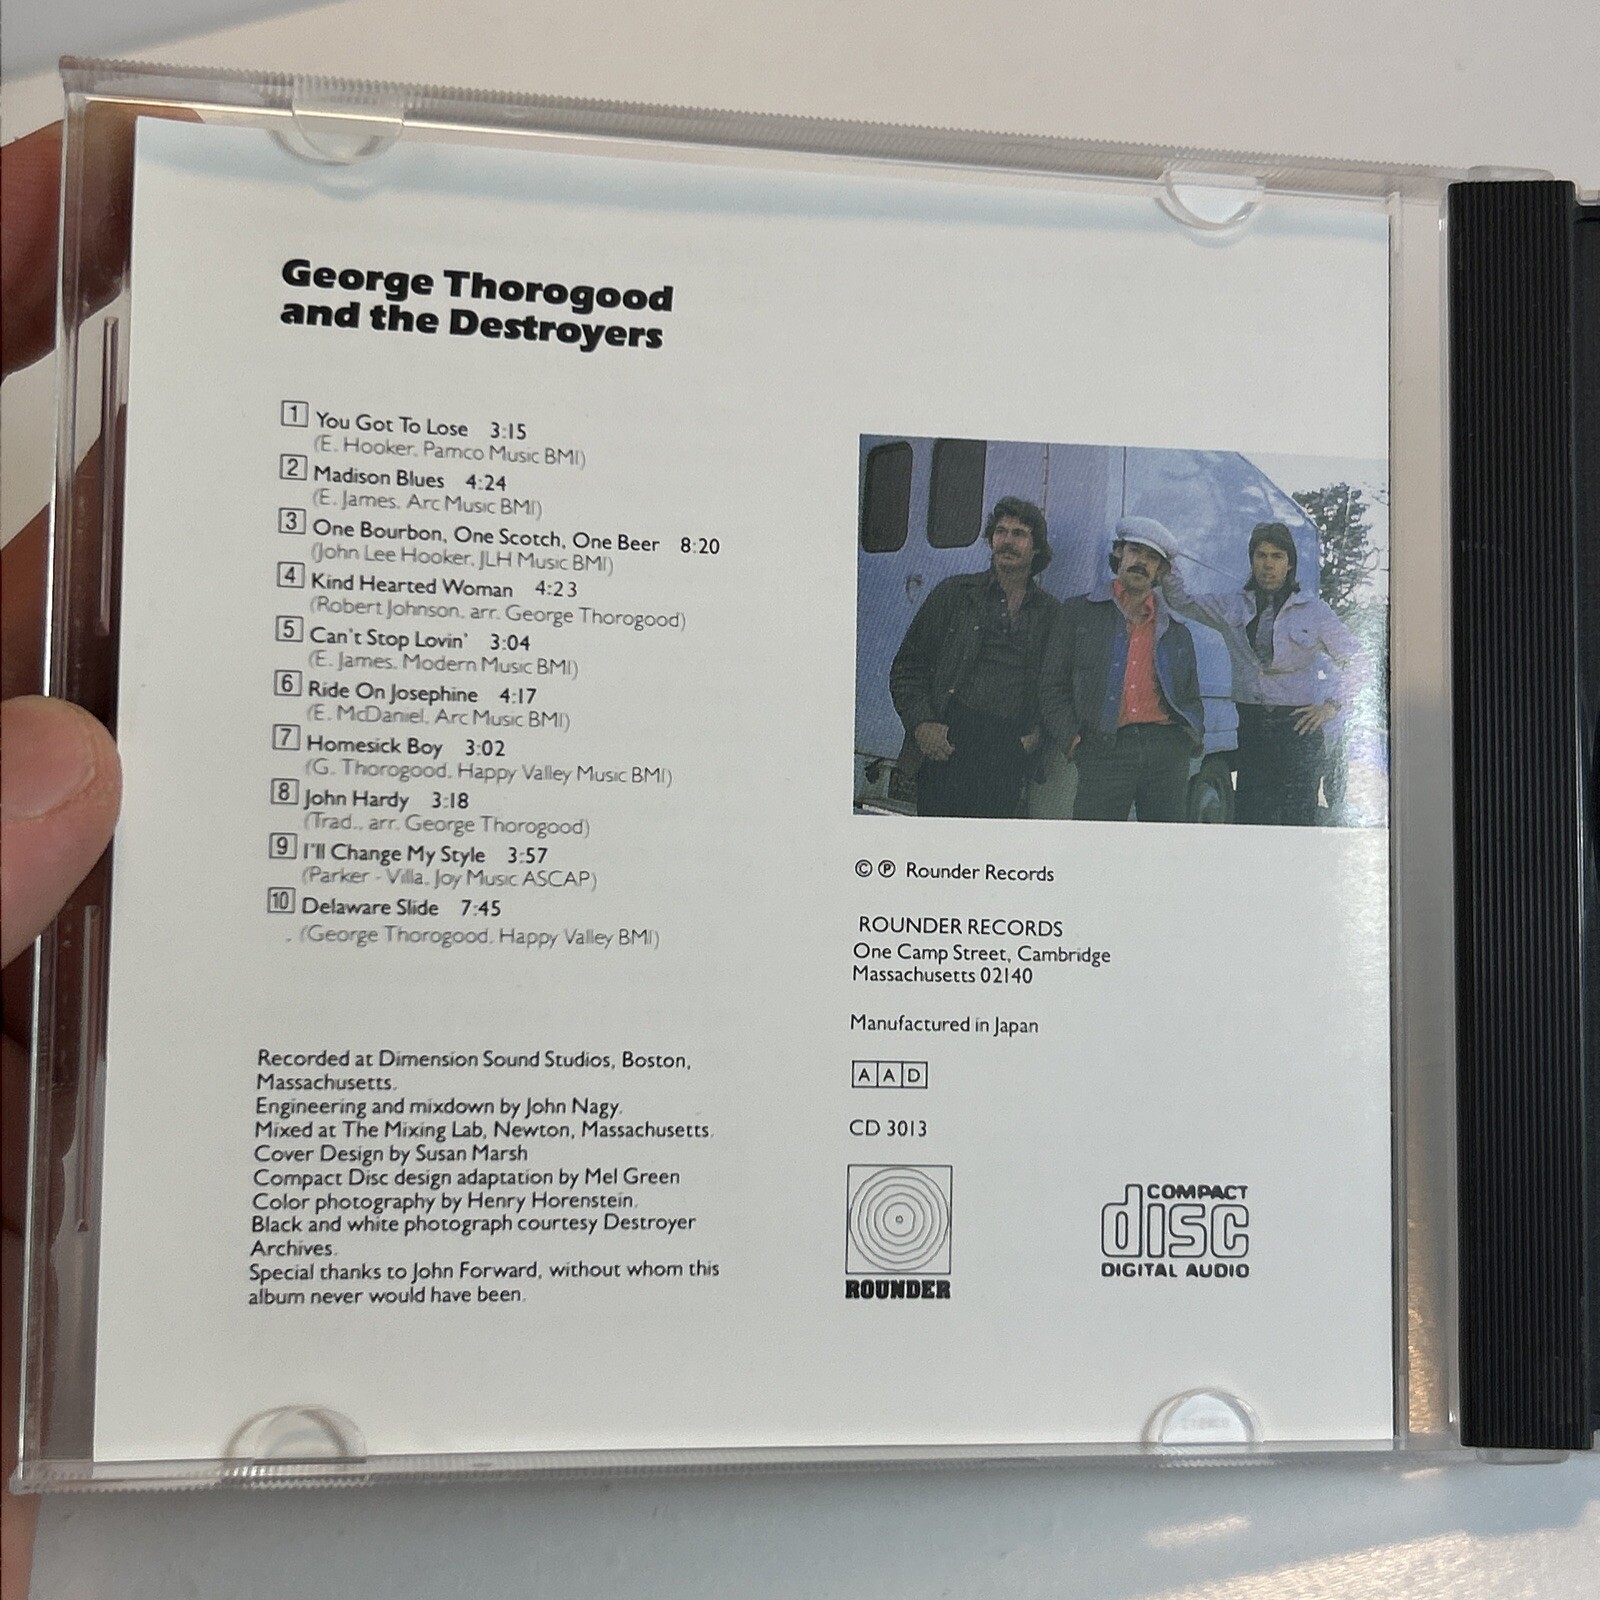 George Thorogood
and the Destroyers
1 You Got To Lose 3:15
(E. Hooker, Pamco Music BMI)
2 Madison Blues 4:24
(E. James, Arc Music BMI)
3 One Bourbon, One Scotch, One Beer 8:20
(John Lee Hooker, JLH Music BMI)
4 Kind Hearted Woman 4:23
(Robert Johnson, arr. George Thorogood)
5 Can't Stop Lovin' 3:04
(E. James, Modern Music BMI)
6 Ride On Josephine 4:17
(E. McDaniel, Arc Music BMI)
7 Homesick Boy 3:02
(G. Thorogood, Happy Valley Music BMI)
8 John Hardy 3:18
(Trad., arr. George Thorogood)
9 I'll Change My Style 3:57
(Parker - Villa, Joy Music ASCAP)
10 Delaware Slide 7:45
(George Thorogood, Happy Valley BMI)
Recorded at Dimension Sound Studios, Boston,
Massachusetts.
Engineering and mixdown by John Nagy.
Mixed at The Mixing Lab, Newton, Massachusetts.
Cover Design by Susan Marsh
Compact Disc design adaptation by Mel Green
Color photography by Henry Horenstein.
Black and white photograph courtesy Destroyer
Archives.
Special thanks to John Forward, without whom this
album never would have been.
© ℗ Rounder Records
ROUNDER RECORDS
One Camp Street, Cambridge
Massachusetts 02140
Manufactured in Japan
AAD
CD 3013
ROUNDER
COMPACT
disc
DIGITAL AUDIO